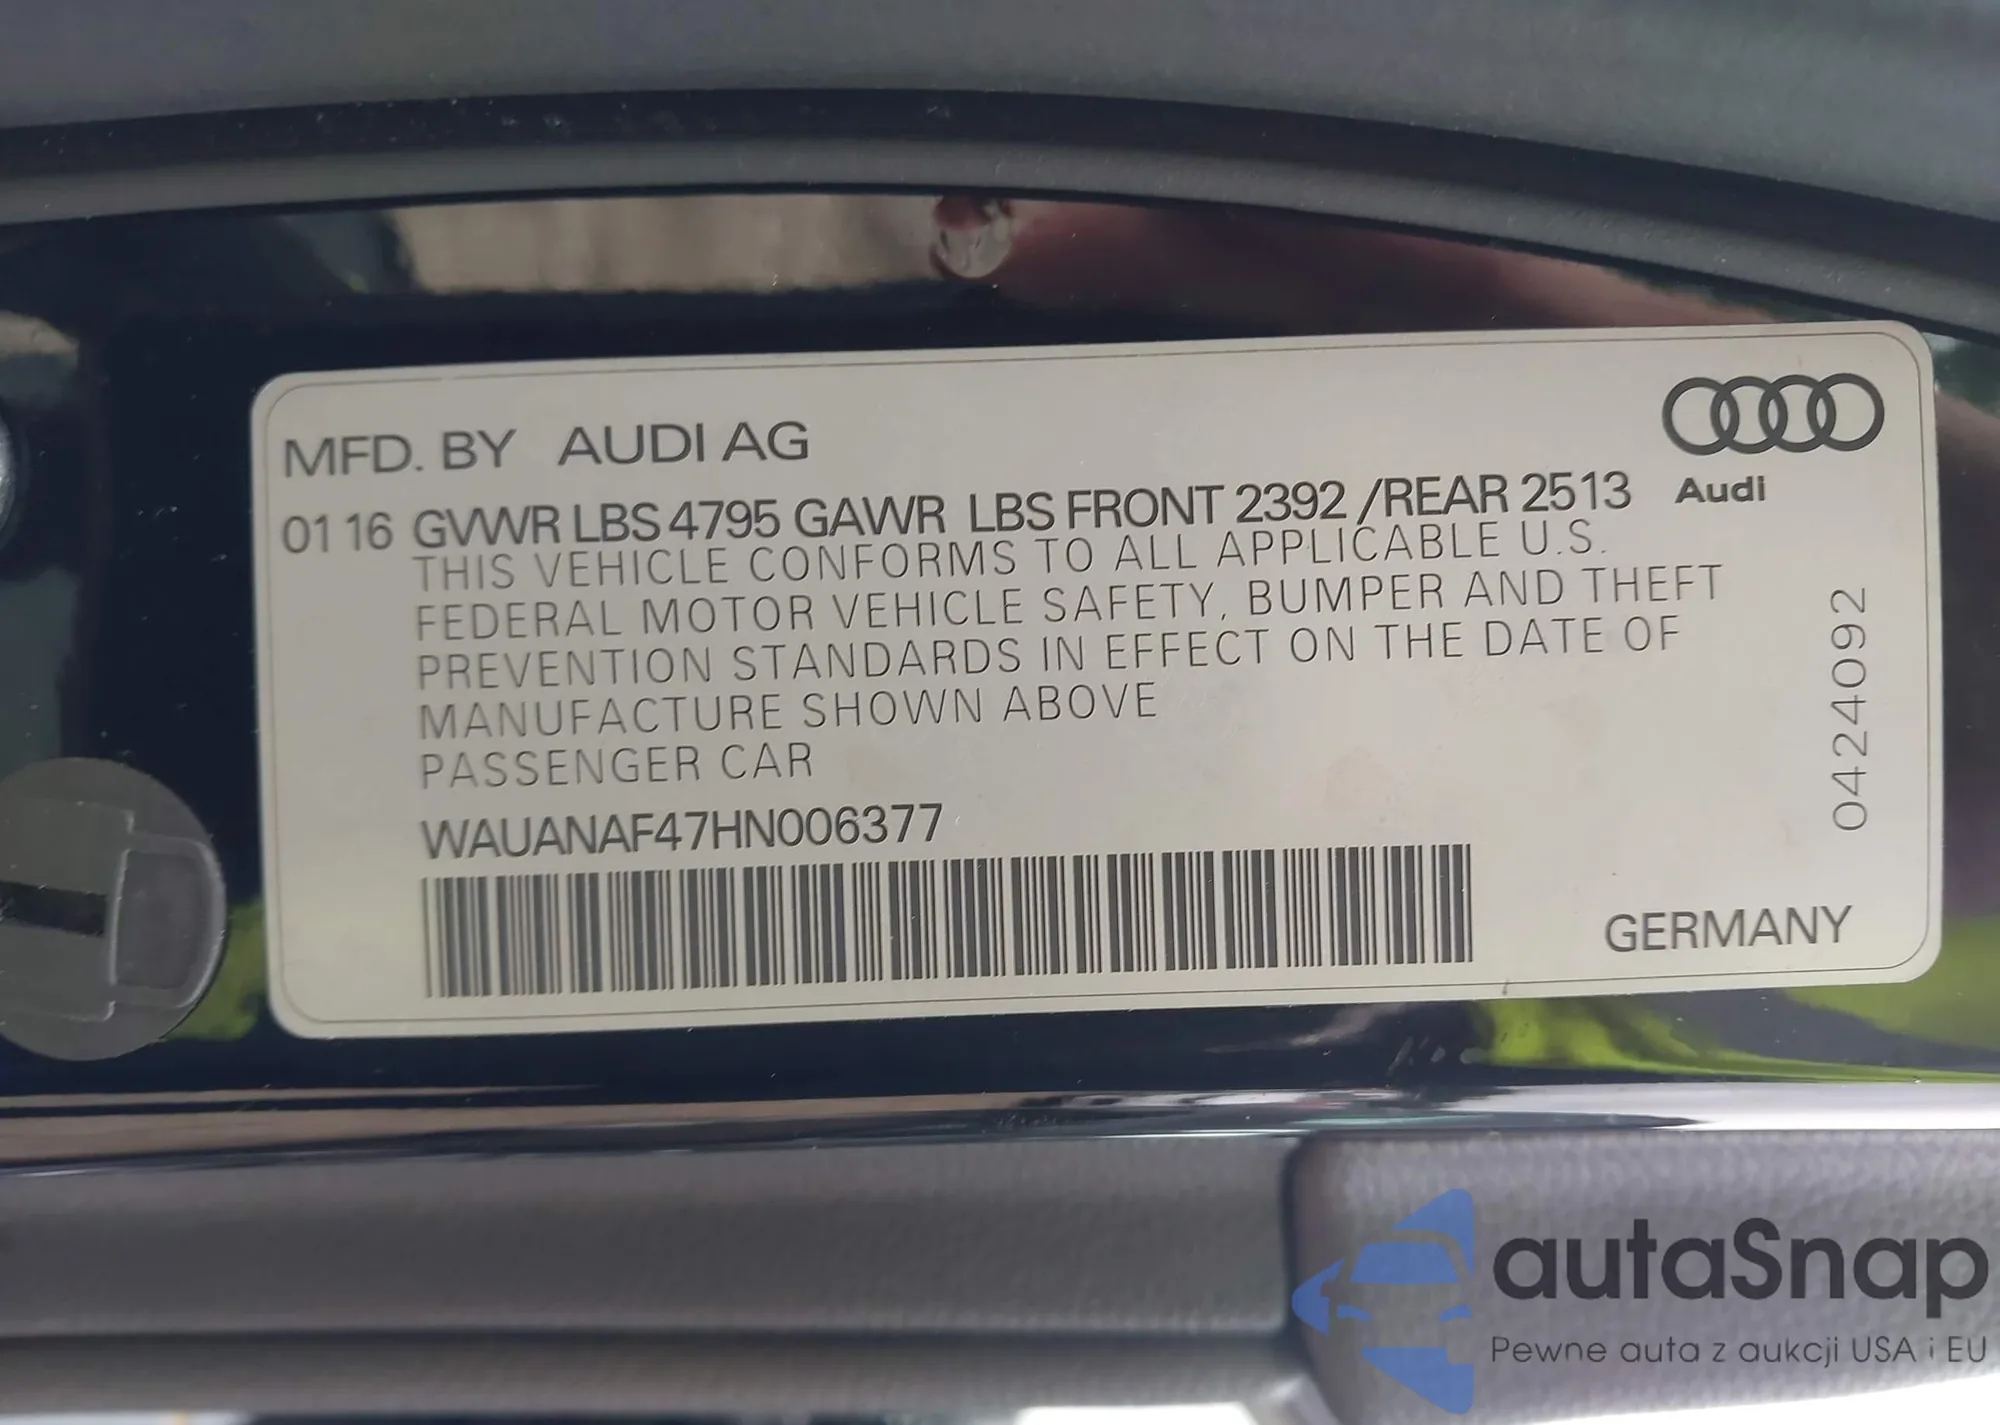 MFD. BY AUDI AG
01 16 GVWR LBS 4795 GAWR LBS FRONT 2392 /REAR 2513
Audi
THIS VEHICLE CONFORMS TO ALL APPLICABLE U.S.
FEDERAL MOTOR VEHICLE SAFETY, BUMPER AND THEFT
PREVENTION STANDARDS IN EFFECT ON THE DATE OF
MANUFACTURE SHOWN ABOVE
PASSENGER CAR
WAUANAF47HN006377
0424092
GERMANY
autaSnap
Pewne auta z aukcji USA i EU